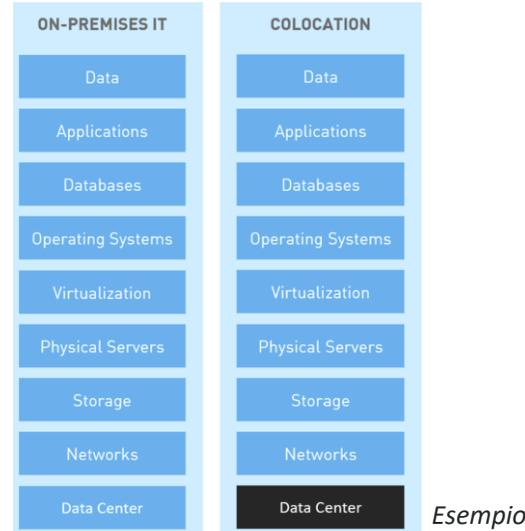 ON-PREMISES IT
Data
Applications
Databases
Operating Systems
Virtualization
Physical Servers
Storage
Networks
Data Center
COLOCATION
Data
Applications
Databases
Operating Systems
Virtualization
Physical Servers
Storage
Networks
Data Center
Esempio